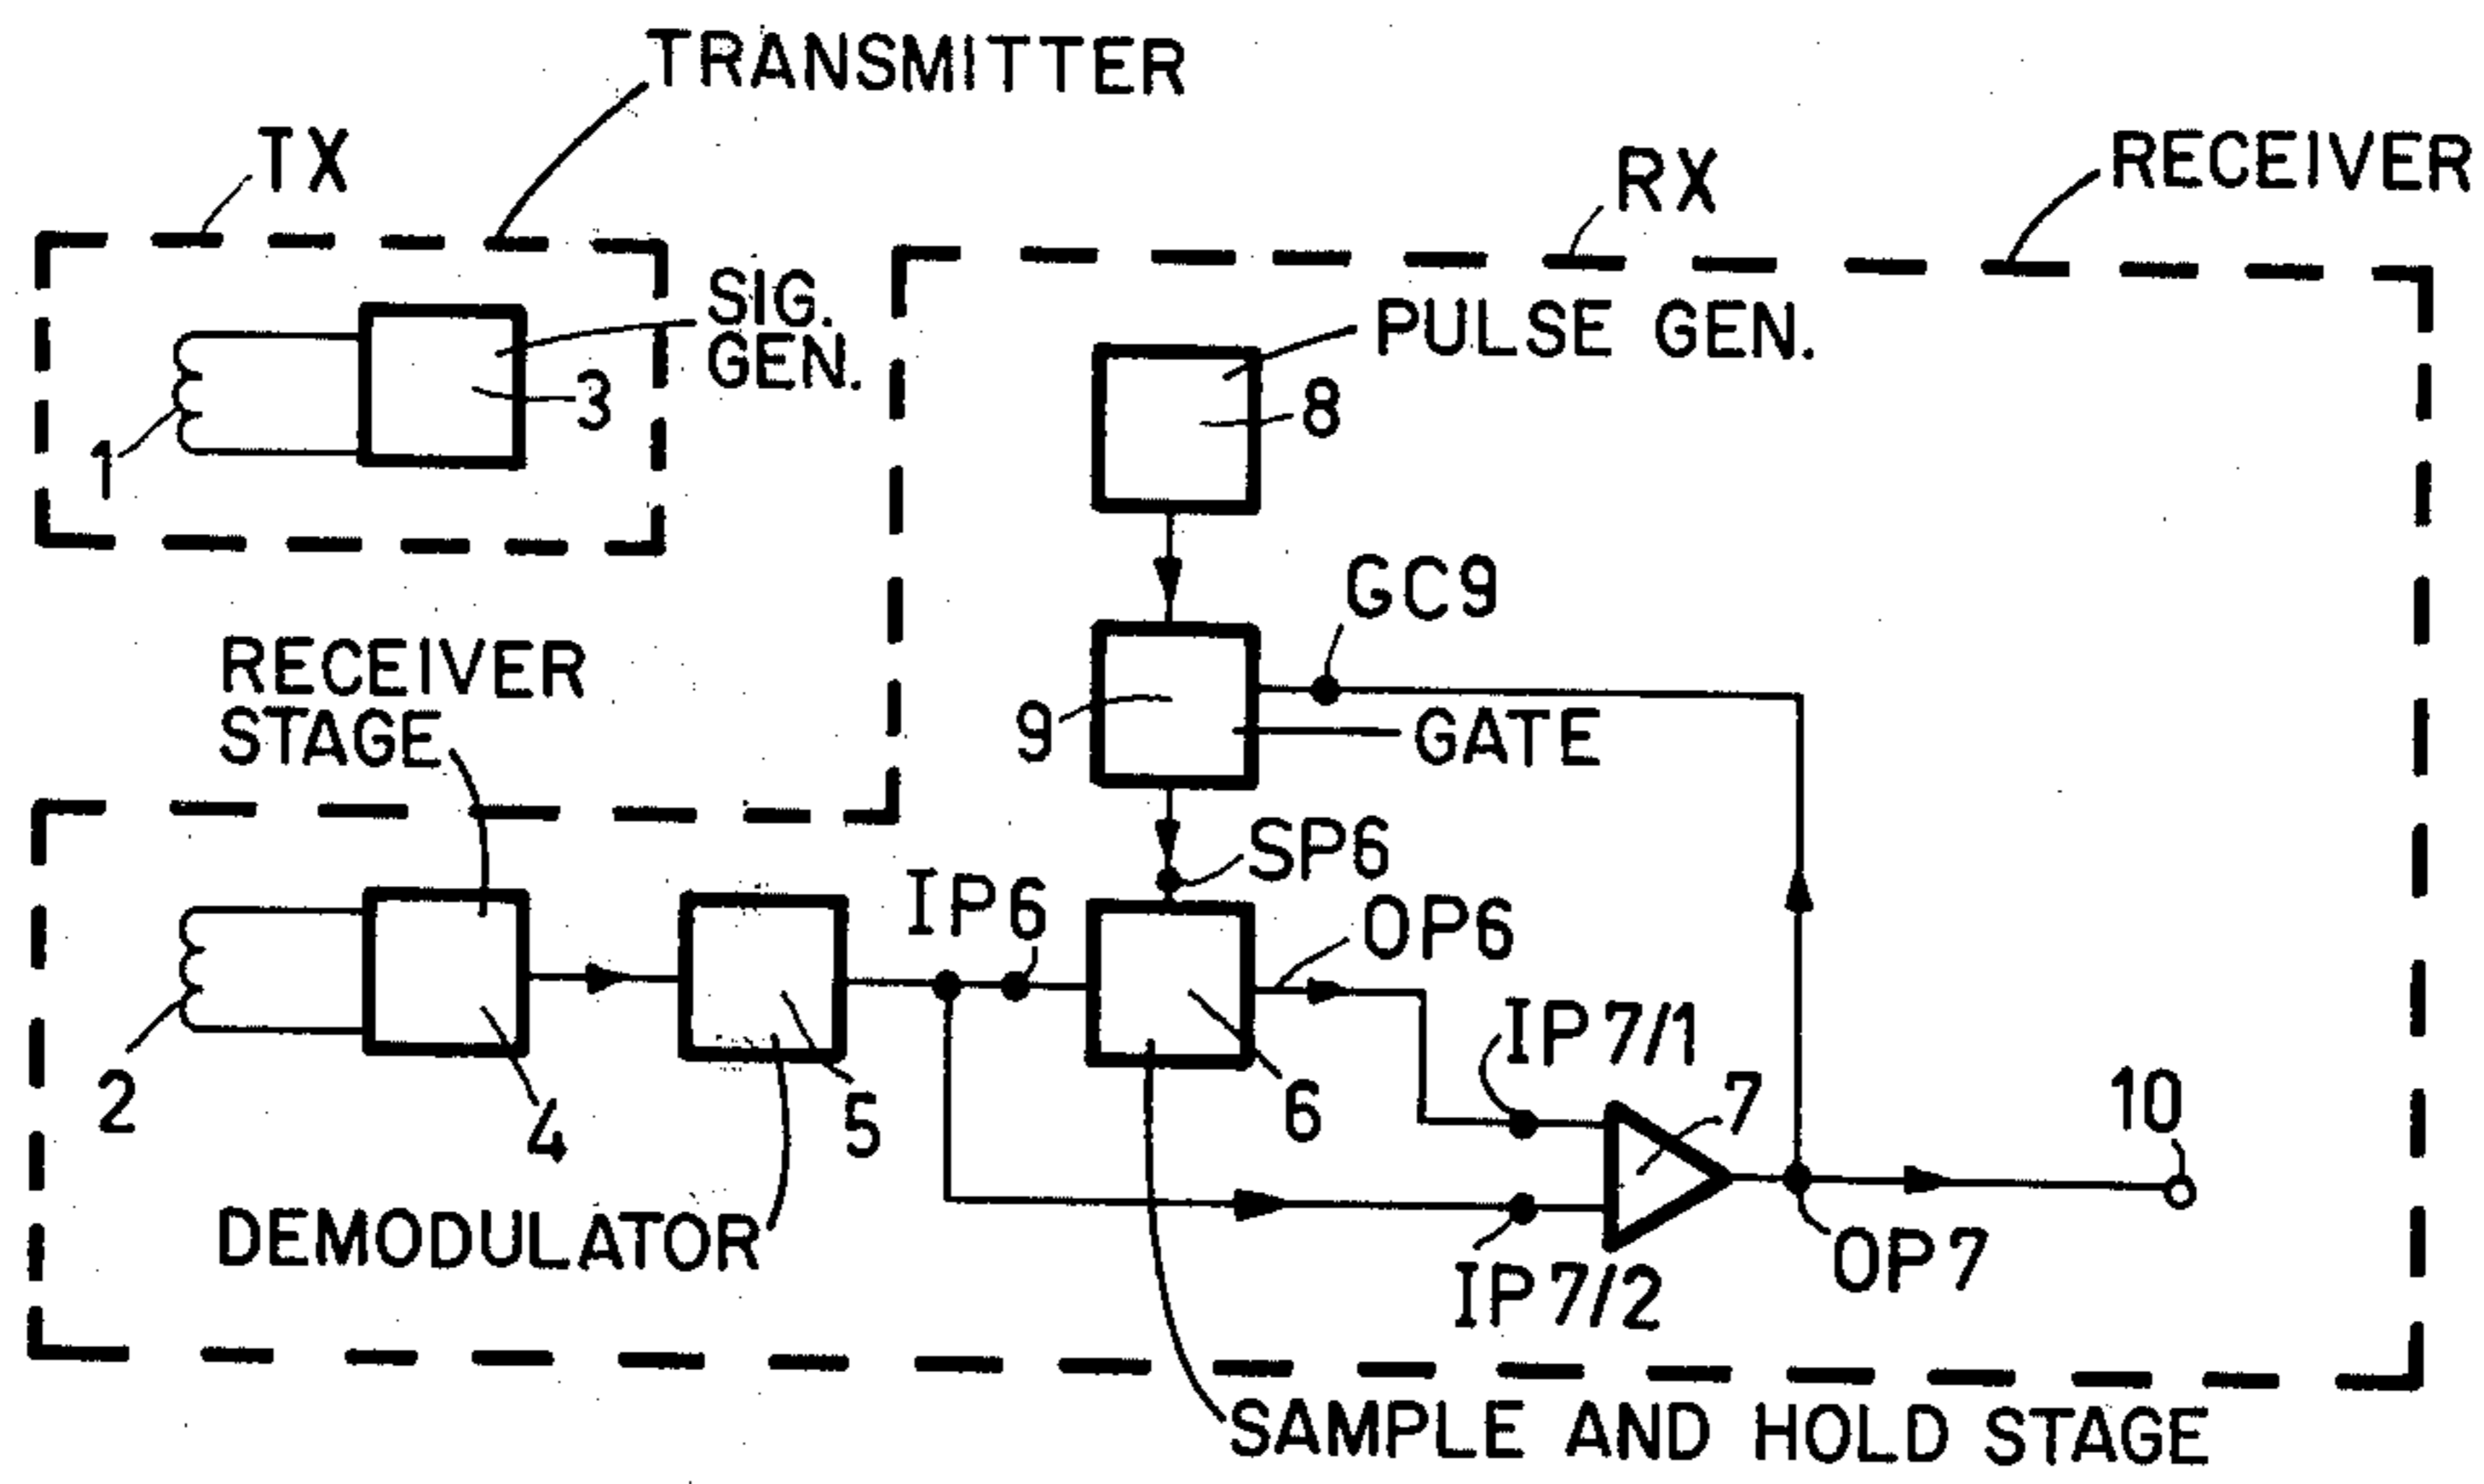 TRANSMITTER
TX
RX
RECEIVER
SIG.
GEN.
PULSE GEN.
3
8
1
GC9
RECEIVER
STAGE
9
GATE
SP6
IP6
OP6
IP7/1
2
4
5
6
7
10
DEMODULATOR
OP7
IP7/2
SAMPLE AND HOLD STAGE